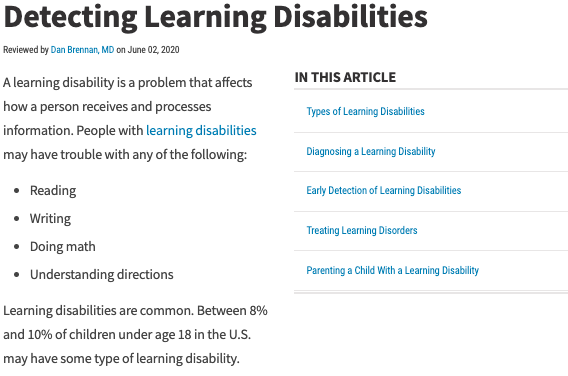 Detecting Learning Disabilities
Reviewed by Dan Brennan, MD on June 02, 2020
A learning disability is a problem that affects
how a person receives and processes
information. People with learning disabilities
may have trouble with any of the following:
• Reading
• Writing
• Doing math
• Understanding directions
Learning disabilities are common. Between 8%
and 10% of children under age 18 in the U.S.
may have some type of learning disability.
IN THIS ARTICLE
Types of Learning Disabilities
Diagnosing a Learning Disability
Early Detection of Learning Disabilities
Treating Learning Disorders
Parenting a Child With a Learning Disability